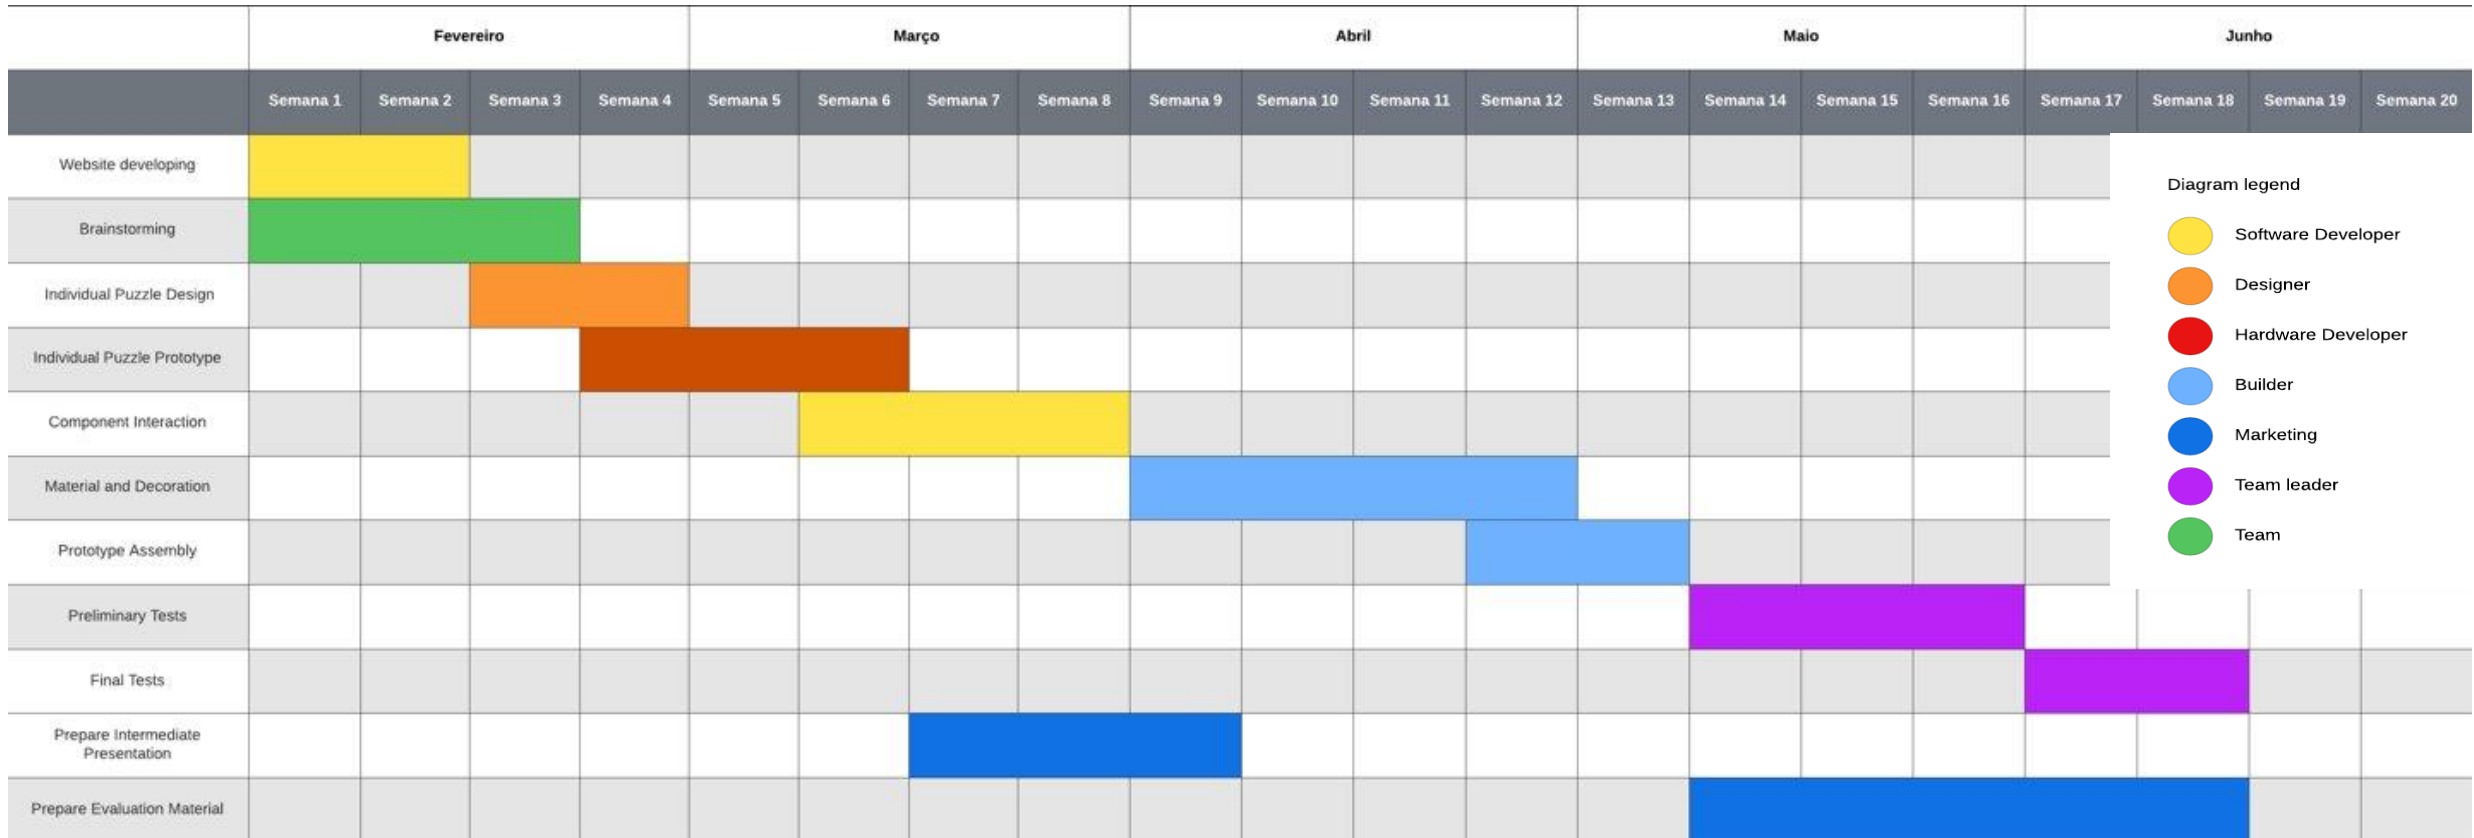 Fevereiro
Março
Abril
Maio
Junho
Semana 1
Semana 2
Semana 3
Semana 4
Semana 5
Semana 6
Semana 7
Semana 8
Semana 9
Semana 10
Semana 11
Semana 12
Semana 13
Semana 14
Semana 15
Semana 16
Semana 17
Semana 18
Semana 19
Semana 20
Website developing
Brainstorming
Individual Puzzle Design
Individual Puzzle Prototype
Component Interaction
Material and Decoration
Prototype Assembly
Preliminary Tests
Final Tests
Prepare Intermediate
Presentation
Prepare Evaluation Material
Diagram legend
Software Developer
Designer
Hardware Developer
Builder
Marketing
Team leader
Team